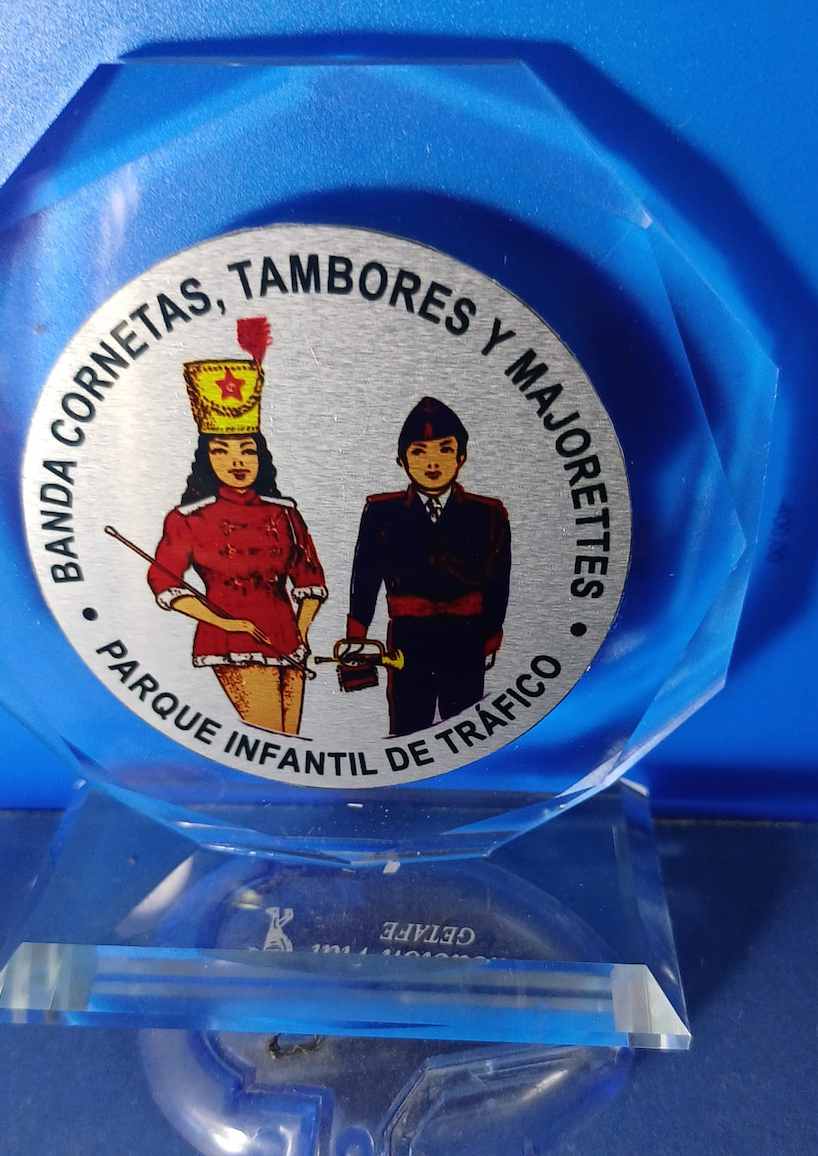 BANDA CORNETAS, TAMBORES Y MAJORETTES
• PARQUE INFANTIL DE TRÁFICO •
GETAFE